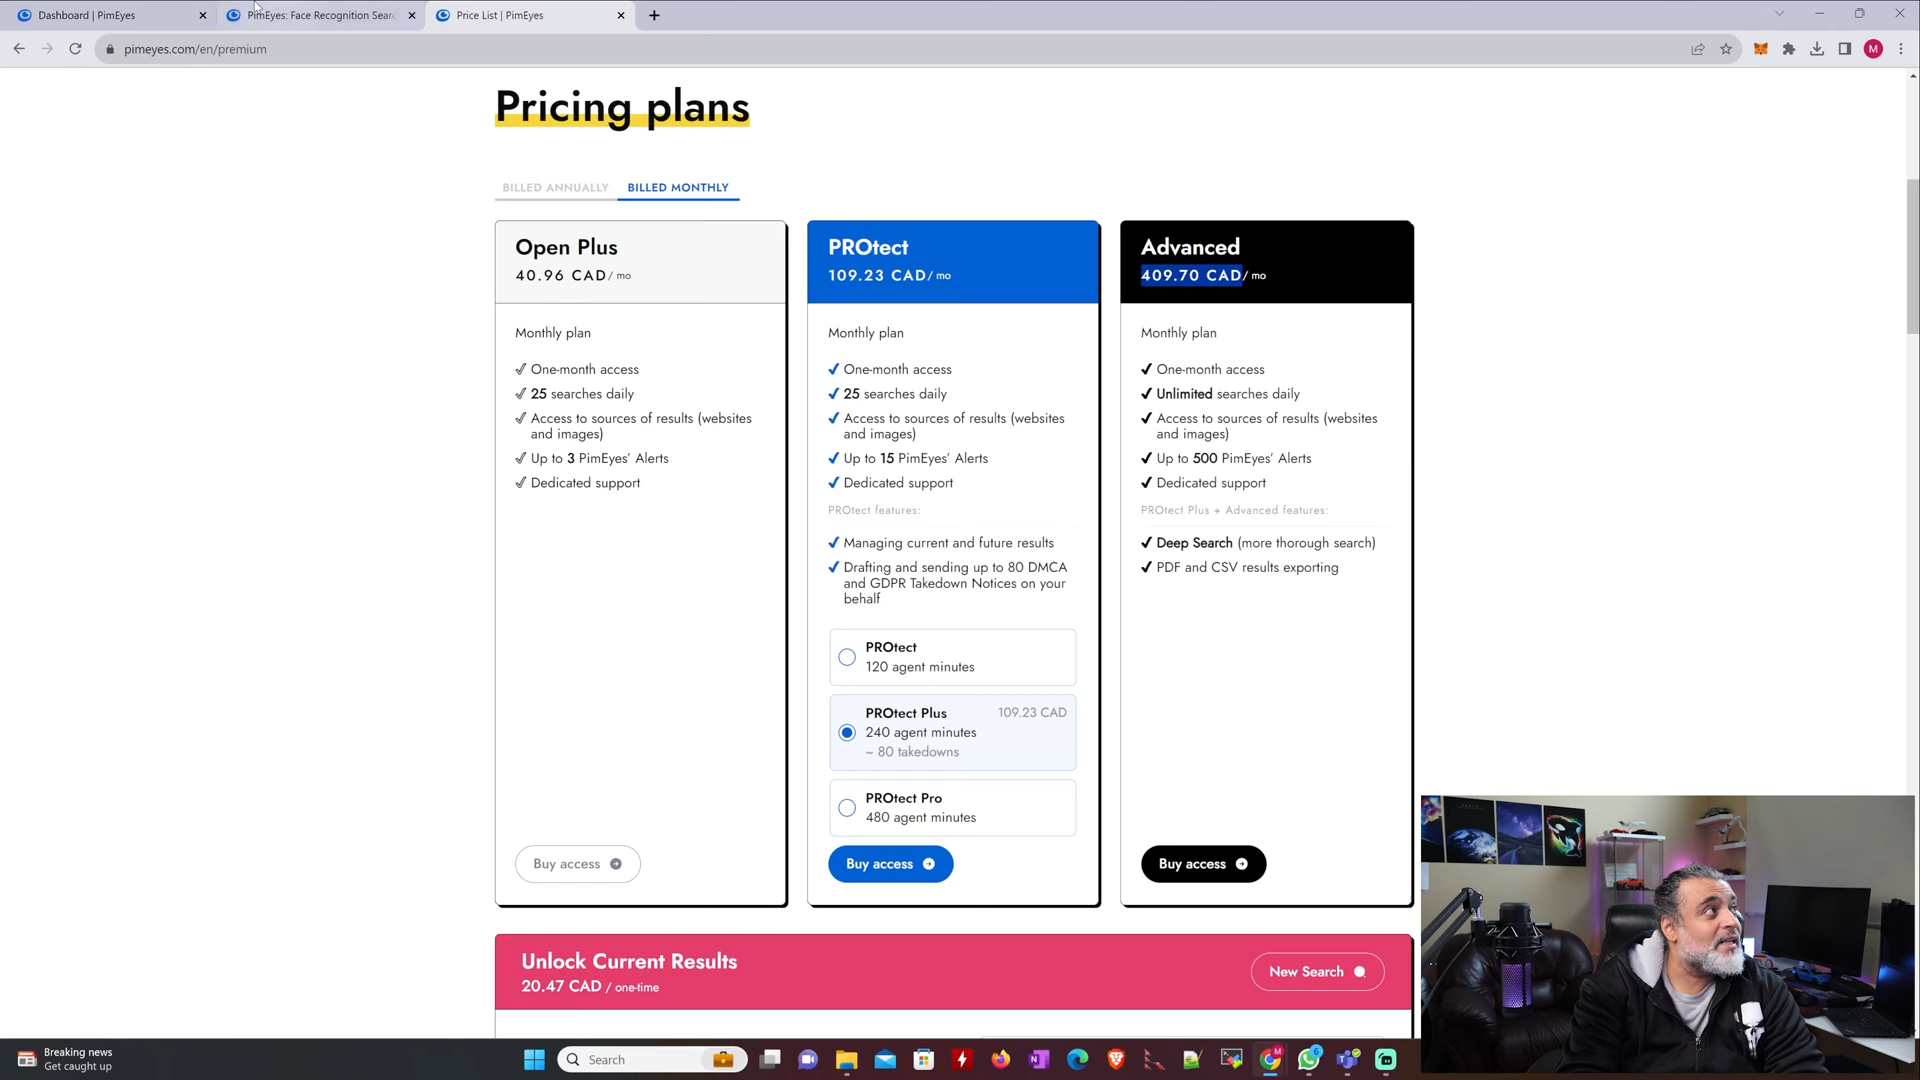 Dashboard | PimEyes
PimEyes: Face Recognition Searc
Price List | PimEyes
pimeyes.com/en/premium
M
Pricing plans
BILLED ANNUALLY
BILLED MONTHLY
Open Plus
40.96 CAD / mo
Monthly plan
One-month access
25 searches daily
Access to sources of results (websites
and images)
Up to 3 PimEyes’ Alerts
Dedicated support
Buy access
PROtect
109.23 CAD / mo
Monthly plan
One-month access
25 searches daily
Access to sources of results (websites
and images)
Up to 15 PimEyes’ Alerts
Dedicated support
PROtect features:
Managing current and future results
Drafting and sending up to 80 DMCA
and GDPR Takedown Notices on your
behalf
PROtect
120 agent minutes
PROtect Plus 109.23 CAD
240 agent minutes
~ 80 takedowns
PROtect Pro
480 agent minutes
Buy access
Advanced
409.70 CAD / mo
Monthly plan
One-month access
Unlimited searches daily
Access to sources of results (websites
and images)
Up to 500 PimEyes’ Alerts
Dedicated support
PROtect Plus + Advanced features:
Deep Search (more thorough search)
PDF and CSV results exporting
Buy access
Unlock Current Results
20.47 CAD / one-time
New Search
Breaking news
Get caught up
Search